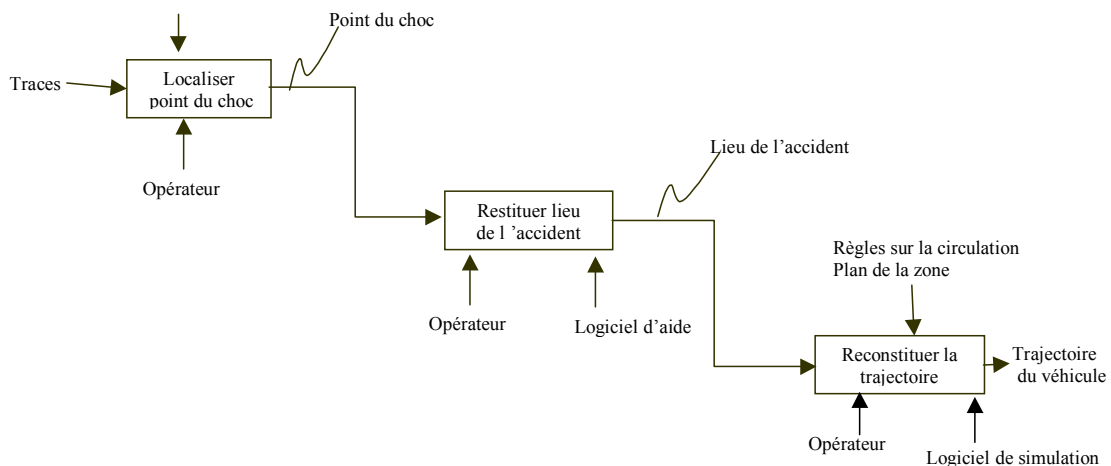 Point du choc
Traces
Localiser
point du choc
Opérateur
Lieu de l’accident
Restituer lieu
de l ’accident
Opérateur
Logiciel d’aide
Règles sur la circulation
Plan de la zone
Reconstituer la
trajectoire
Trajectoire
du véhicule
Opérateur
Logiciel de simulation